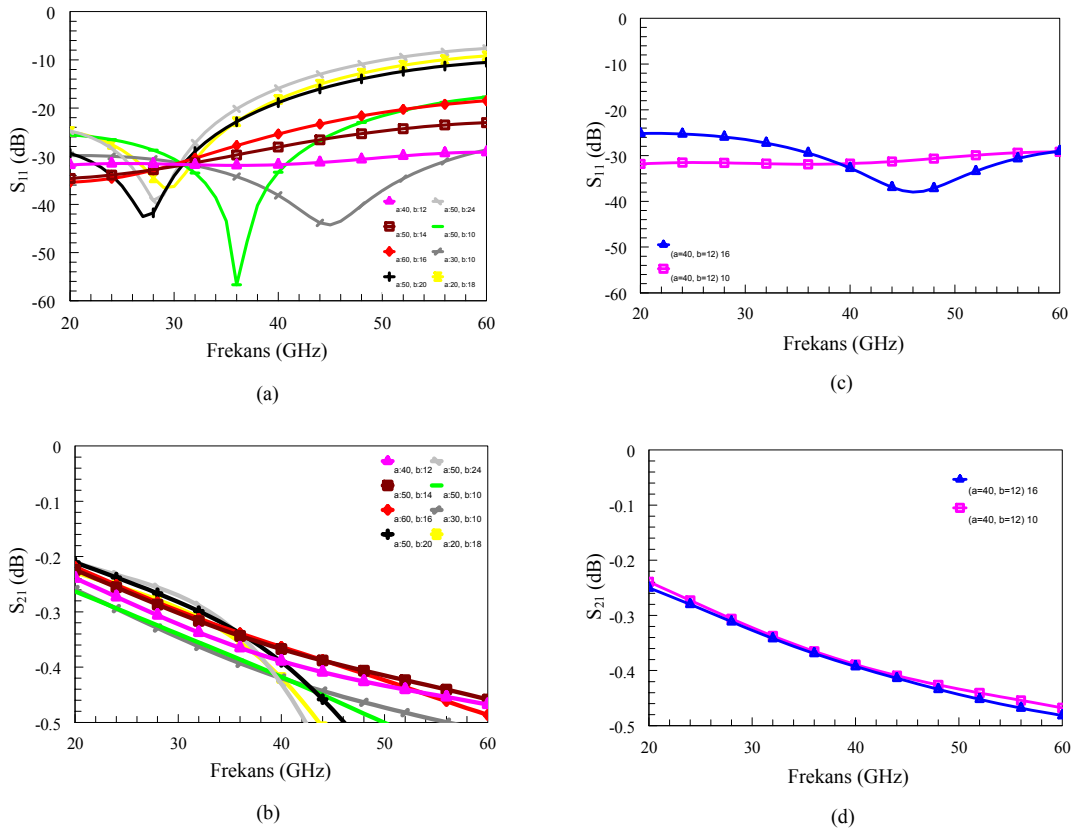 0
-10
-20
-30
-40
-50
-60
S11 (dB)
20 30 40 50 60
Frekans (GHz)
a:40, b:12 a:50, b:24
a:50, b:14 a:50, b:10
a:60, b:16 a:30, b:10
a:50, b:20 a:20, b:18
(a)
0
-10
-20
-30
-40
-50
-60
S11 (dB)
20 30 40 50 60
Frekans (GHz)
(a=40, b=12) 16
(a=40, b=12) 10
(c)
0
-0.1
-0.2
-0.3
-0.4
-0.5
S21 (dB)
20 30 40 50 60
Frekans (GHz)
a:40, b:12 a:50, b:24
a:50, b:14 a:50, b:10
a:60, b:16 a:30, b:10
a:50, b:20 a:20, b:18
(b)
0
-0.1
-0.2
-0.3
-0.4
-0.5
S21 (dB)
20 30 40 50 60
Frekans (GHz)
(a=40, b=12) 16
(a=40, b=12) 10
(d)